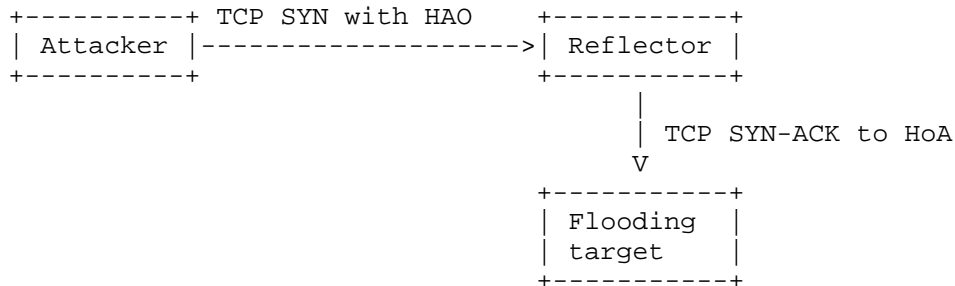 TCP SYN with HAO
Attacker
Reflector
TCP SYN-ACK to HoA
Flooding
target